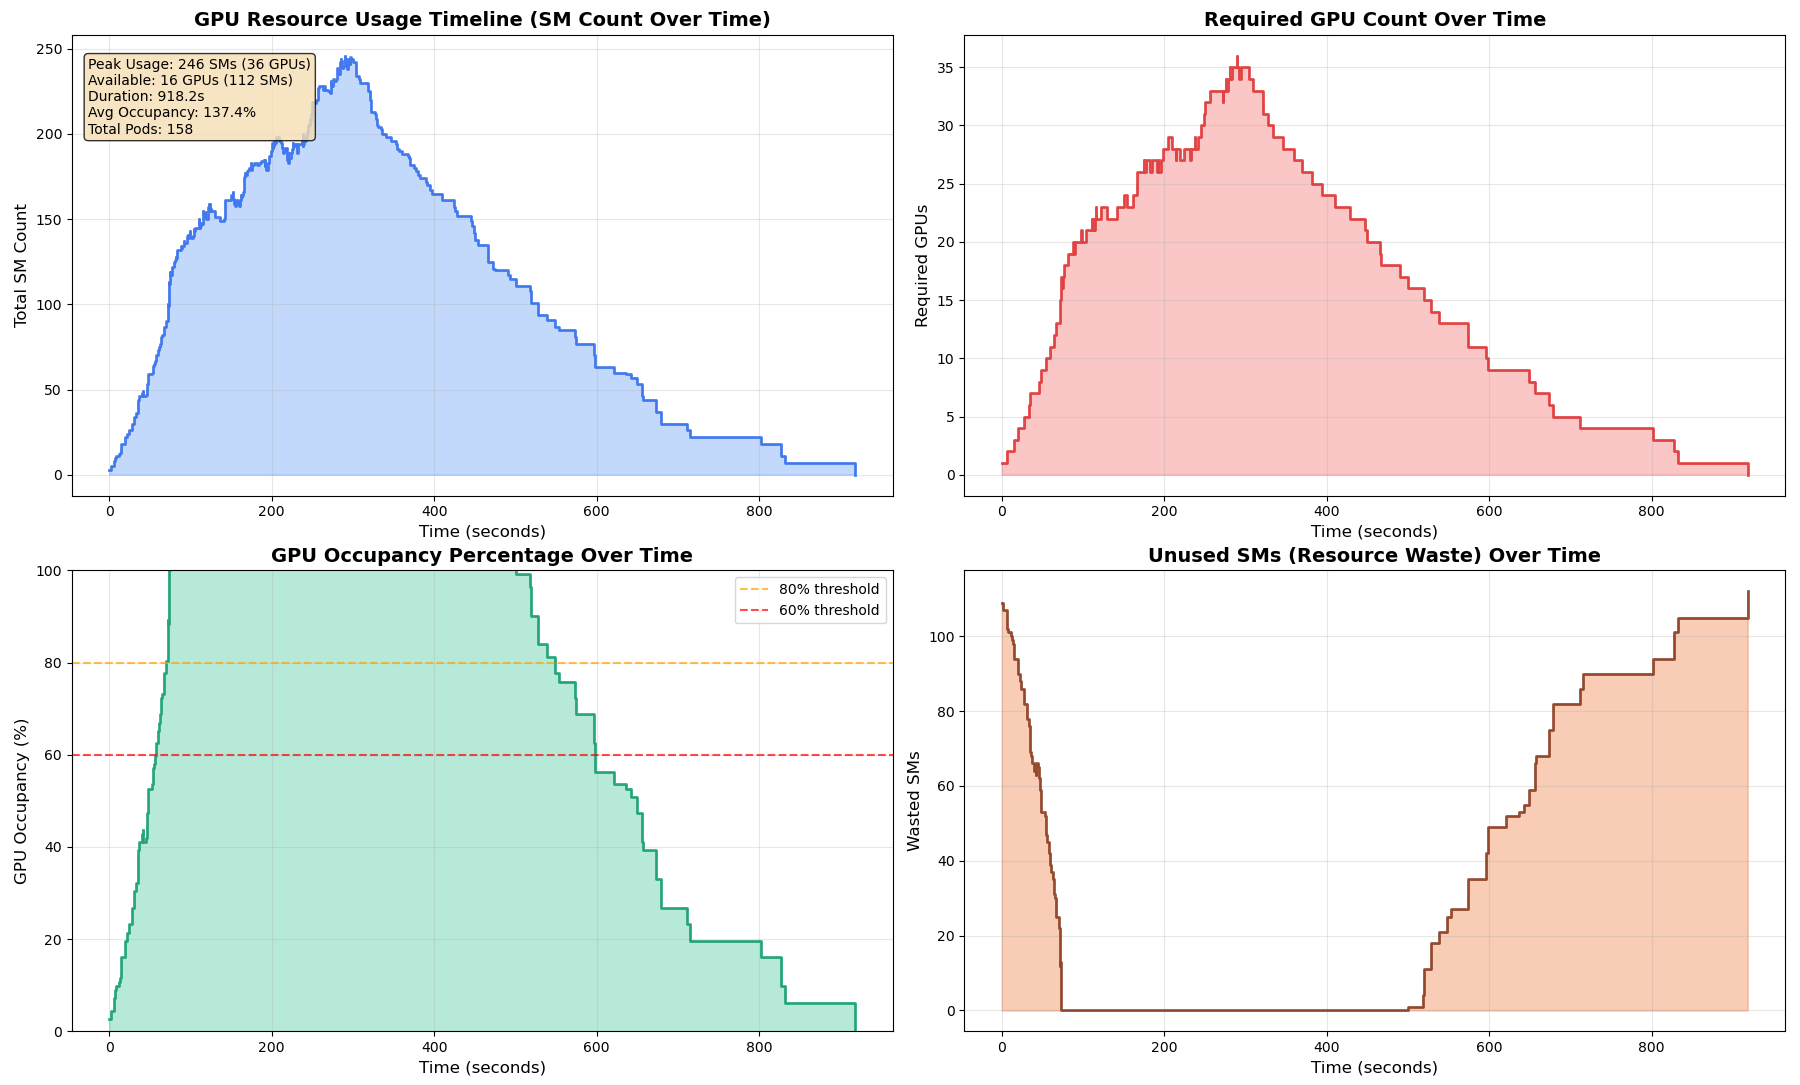 GPU Resource Usage Timeline (SM Count Over Time)
Total SM Count
250
200
150
100
50
0
Peak Usage: 246 SMs (36 GPUs)
Available: 16 GPUs (112 SMs)
Duration: 918.2s
Avg Occupancy: 137.4%
Total Pods: 158
0 200 400 600 800
Time (seconds)
Required GPU Count Over Time
Required GPUs
35
30
25
20
15
10
5
0
0 200 400 600 800
Time (seconds)
GPU Occupancy Percentage Over Time
GPU Occupancy (%)
100
80
60
40
20
0
80% threshold
60% threshold
0 200 400 600 800
Time (seconds)
Unused SMs (Resource Waste) Over Time
Wasted SMs
100
80
60
40
20
0
0 200 400 600 800
Time (seconds)